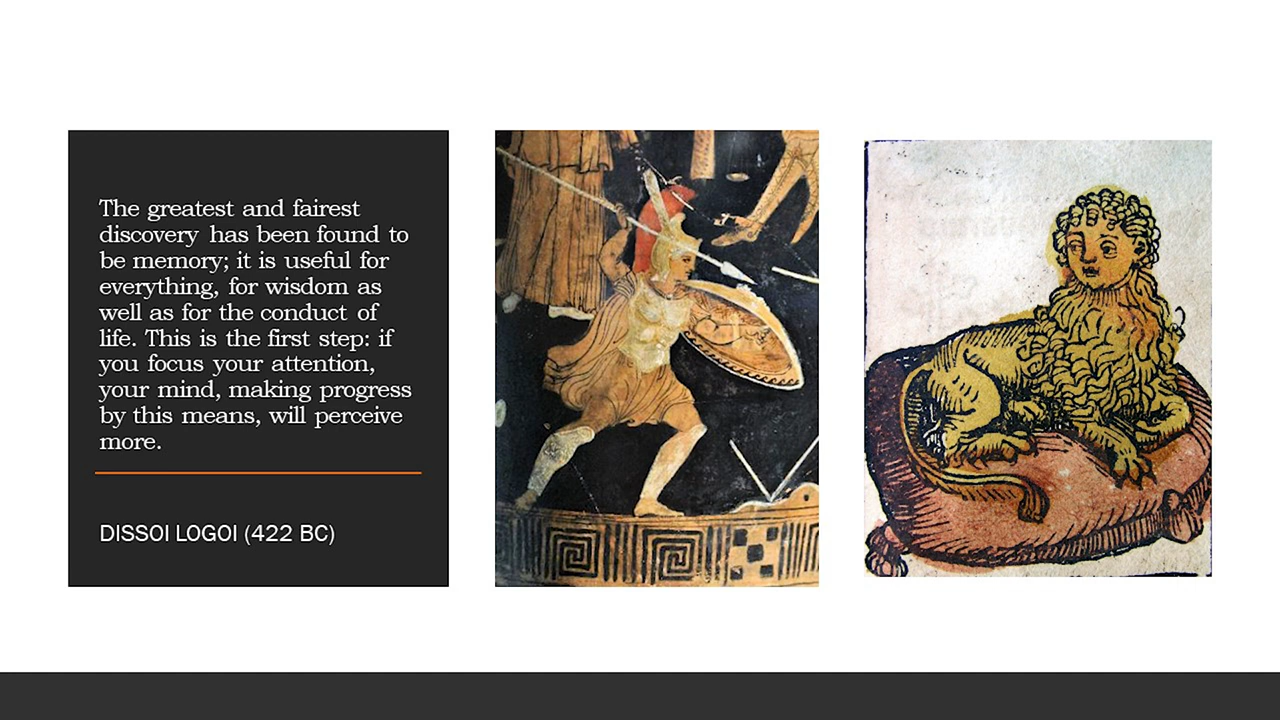 The greatest and fairest
discovery has been found to
be memory; it is useful for
everything, for wisdom as
well as for the conduct of
life. This is the first step: if
you focus your attention,
your mind, making progress
by this means, will perceive
more.
DISSOI LOGOI (422 BC)